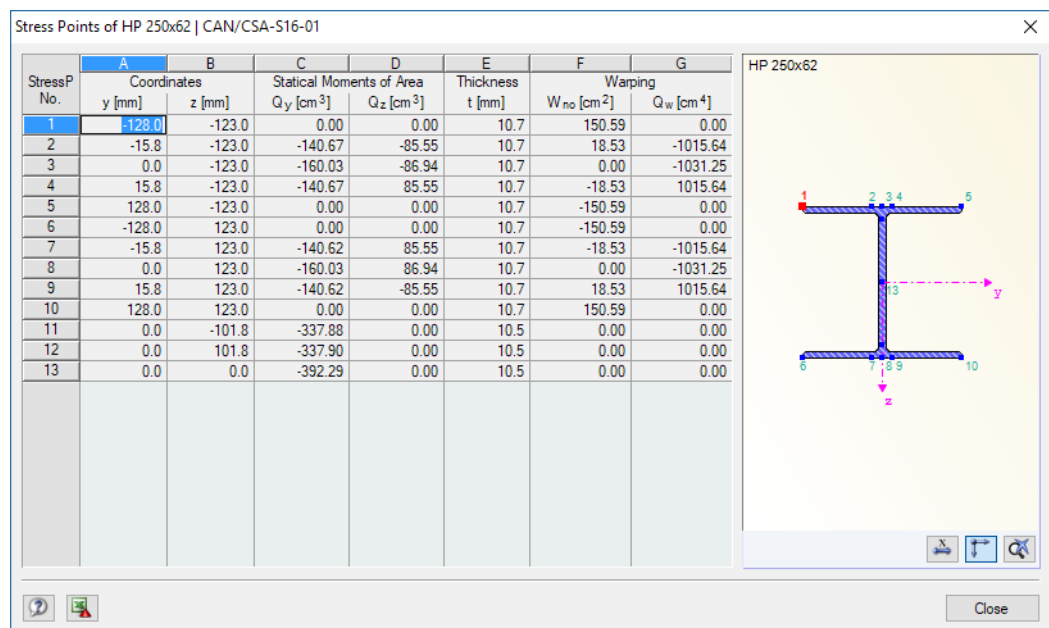 Stress Points of HP 250x62 | CAN/CSA-S16-01
A B C D E F G
StressP Coordinates Statical Moments of Area Thickness Warping
No. y [mm] z [mm] Q y [cm 3] Q z [cm 3] t [mm] W no [cm 2] Q w [cm 4]
1 -128.0 -123.0 0.00 0.00 10.7 150.59 0.00
2 -15.8 -123.0 -140.67 -85.55 10.7 18.53 -1015.64
3 0.0 -123.0 -160.03 -86.94 10.7 0.00 -1031.25
4 15.8 -123.0 -140.67 85.55 10.7 -18.53 1015.64
5 128.0 -123.0 0.00 0.00 10.7 -150.59 0.00
6 -128.0 123.0 0.00 0.00 10.7 -150.59 0.00
7 -15.8 123.0 -140.62 85.55 10.7 -18.53 -1015.64
8 0.0 123.0 -160.03 86.94 10.7 0.00 -1031.25
9 15.8 123.0 -140.62 -85.55 10.7 18.53 1015.64
10 128.0 123.0 0.00 0.00 10.7 150.59 0.00
11 0.0 -101.8 -337.88 0.00 10.5 0.00 0.00
12 0.0 101.8 -337.90 0.00 10.5 0.00 0.00
13 0.0 0.0 -392.29 0.00 10.5 0.00 0.00
HP 250x62
1 2 3 4 5
13 y
6 7 8 9 10
z
X
Close